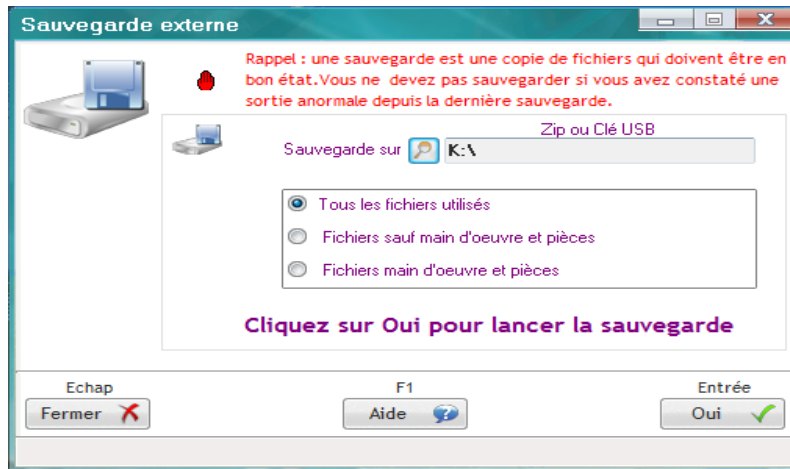 Sauvegarde externe
Rappel : une sauvegarde est une copie de fichiers qui doivent être en
bon état.Vous ne devez pas sauvegarder si vous avez constaté une
sortie anormale depuis la dernière sauvegarde.
Zip ou Clé USB
Sauvegarde sur K:\
Tous les fichiers utilisés
Fichiers sauf main d'oeuvre et pièces
Fichiers main d'oeuvre et pièces
Cliquez sur Oui pour lancer la sauvegarde
Echap F1 Entrée
Fermer Aide Oui